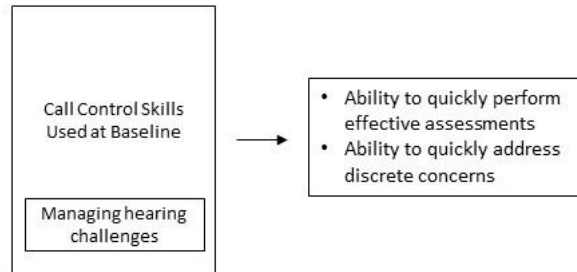 Call Control Skills
Used at Baseline
Managing hearing
challenges
• Ability to quickly perform
effective assessments
• Ability to quickly address
discrete concerns